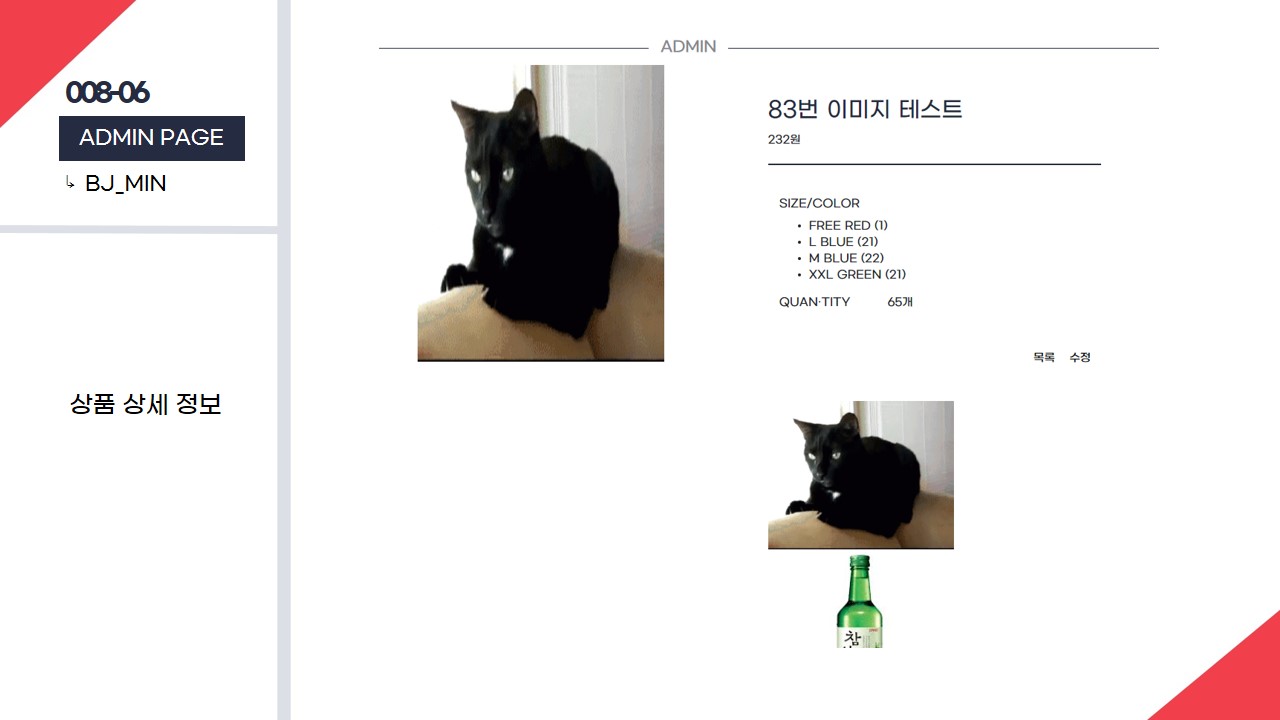 008-06
ADMIN PAGE
↳ BJ_MIN
상품 상세 정보
ADMIN
83번 이미지 테스트
232원
SIZE/COLOR
• FREE RED (1)
• L BLUE (21)
• M BLUE (22)
• XXL GREEN (21)
QUAN·TITY 65개
목록 수정
참